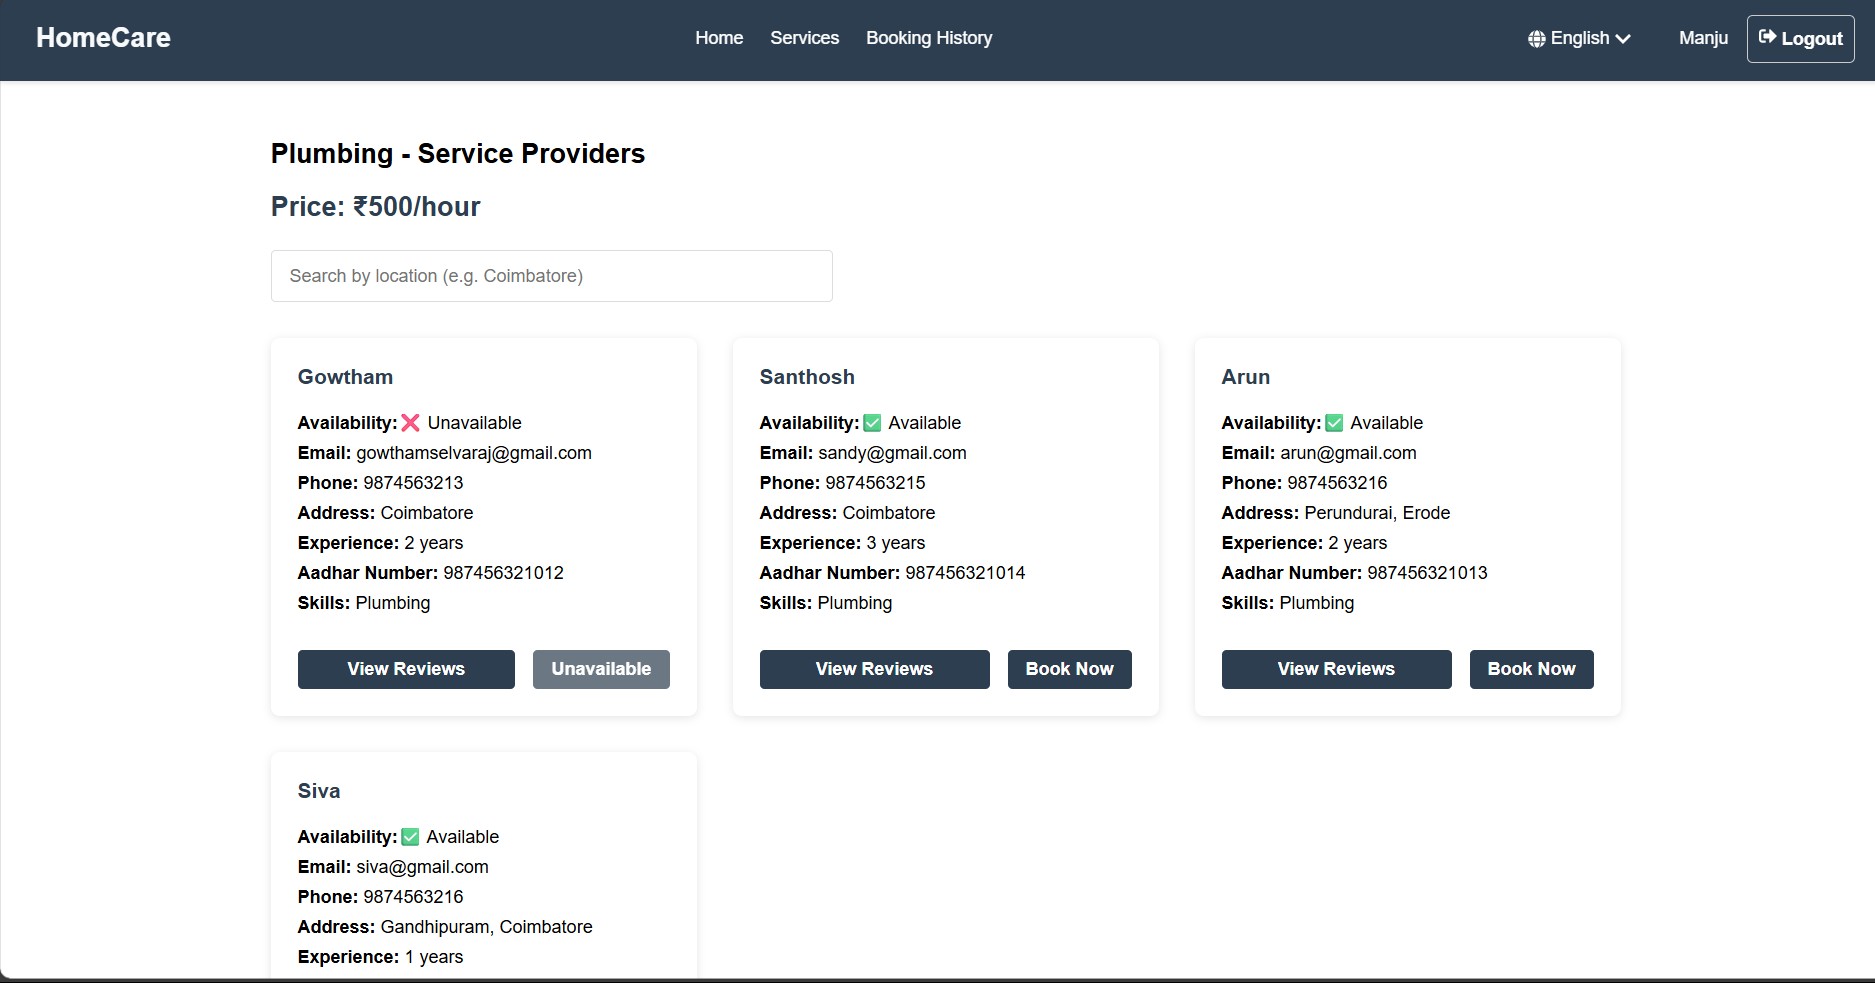 HomeCare
Home Services Booking History
English
Manju
Logout
Plumbing - Service Providers
Price: ₹500/hour
Search by location (e.g. Coimbatore)
Gowtham
Availability:❌ Unavailable
Email: gowthamselvaraj@gmail.com
Phone: 9874563213
Address: Coimbatore
Experience: 2 years
Aadhar Number: 987456321012
Skills: Plumbing
View Reviews
Unavailable
Santhosh
Availability:✅ Available
Email: sandy@gmail.com
Phone: 9874563215
Address: Coimbatore
Experience: 3 years
Aadhar Number: 987456321014
Skills: Plumbing
View Reviews
Book Now
Arun
Availability:✅ Available
Email: arun@gmail.com
Phone: 9874563216
Address: Perundurai, Erode
Experience: 2 years
Aadhar Number: 987456321013
Skills: Plumbing
View Reviews
Book Now
Siva
Availability:✅ Available
Email: siva@gmail.com
Phone: 9874563216
Address: Gandhipuram, Coimbatore
Experience: 1 years